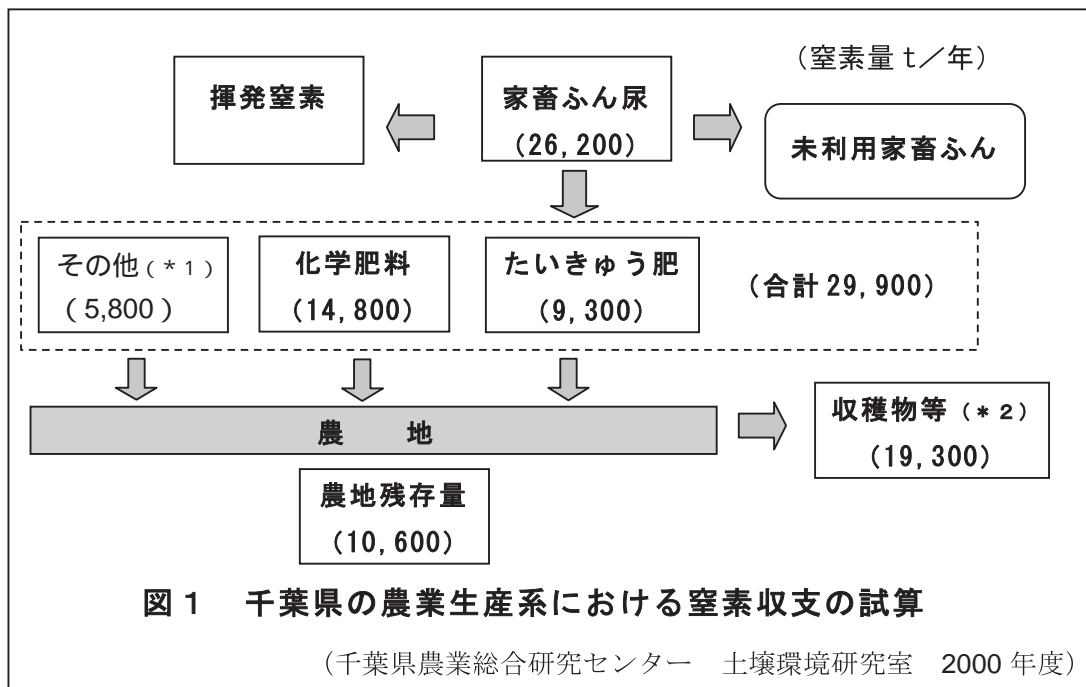 (窒素量 t/年)
揮発窒素
家畜ふん尿
(26,200)
未利用家畜ふん
その他(*1)
(5,800)
化学肥料
(14,800)
たいきゅう肥
(9,300)
(合計 29,900)
農 地
収穫物等(*2)
(19,300)
農地残存量
(10,600)
図1 千葉県の農業生産系における窒素収支の試算
(千葉県農業総合研究センター 土壌環境研究室 2000 年度)